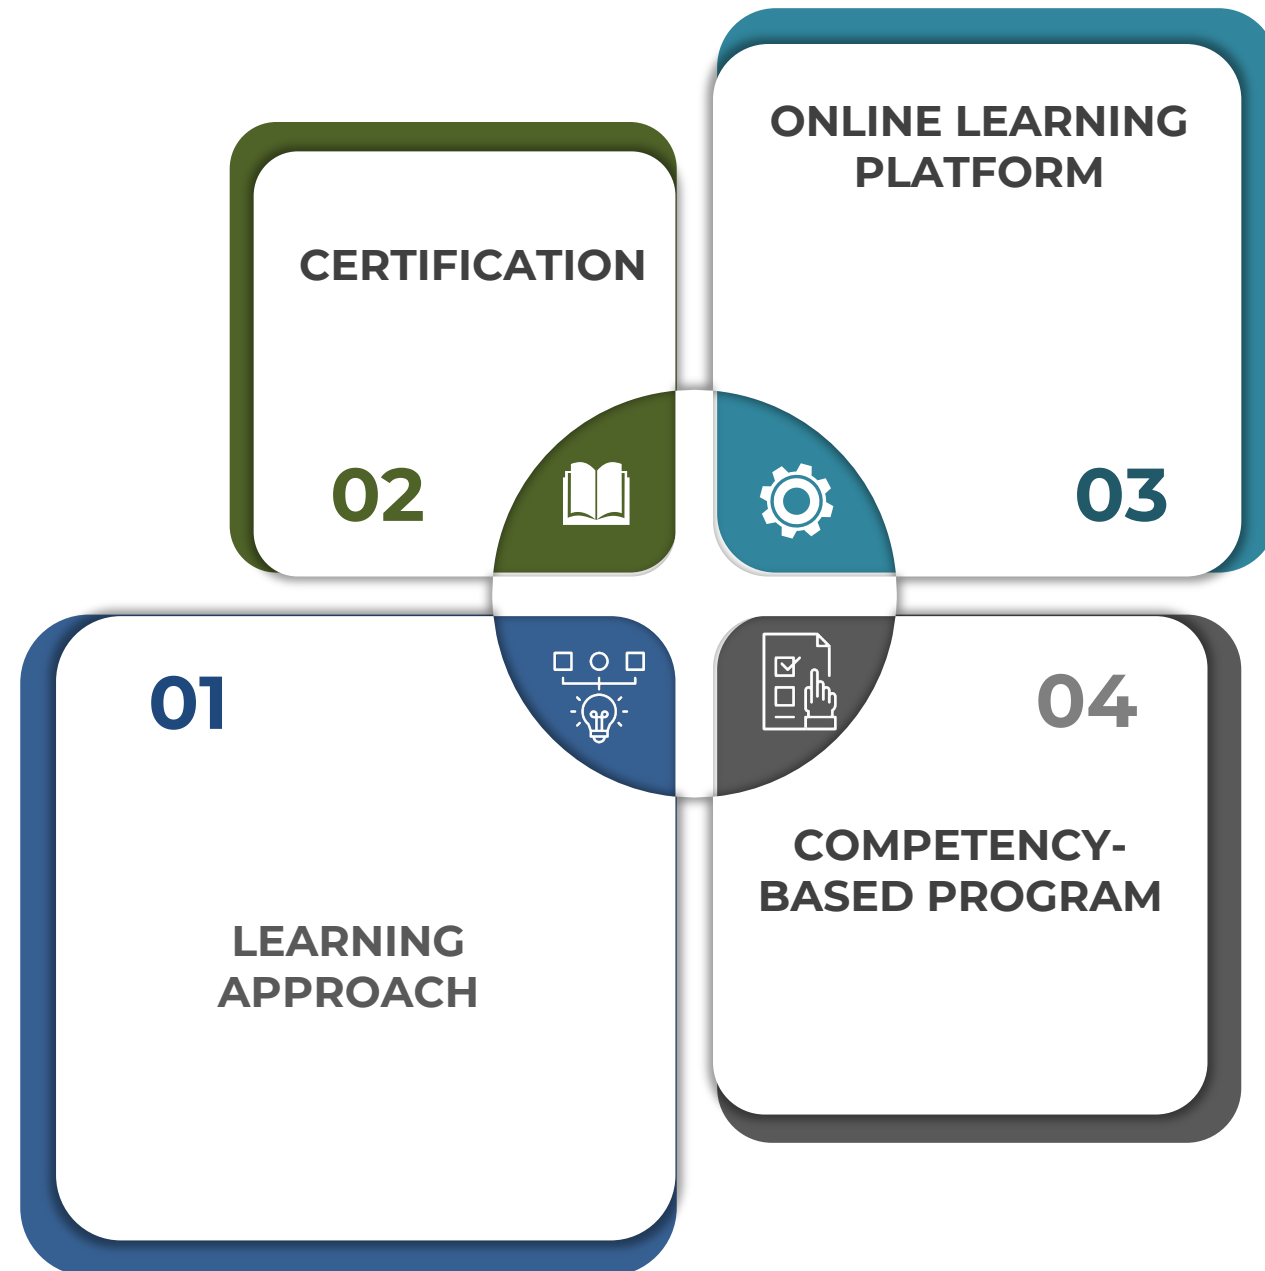 ONLINE LEARNING
PLATFORM
03
CERTIFICATION
02
01
LEARNING
APPROACH
04
COMPETENCY-
BASED PROGRAM